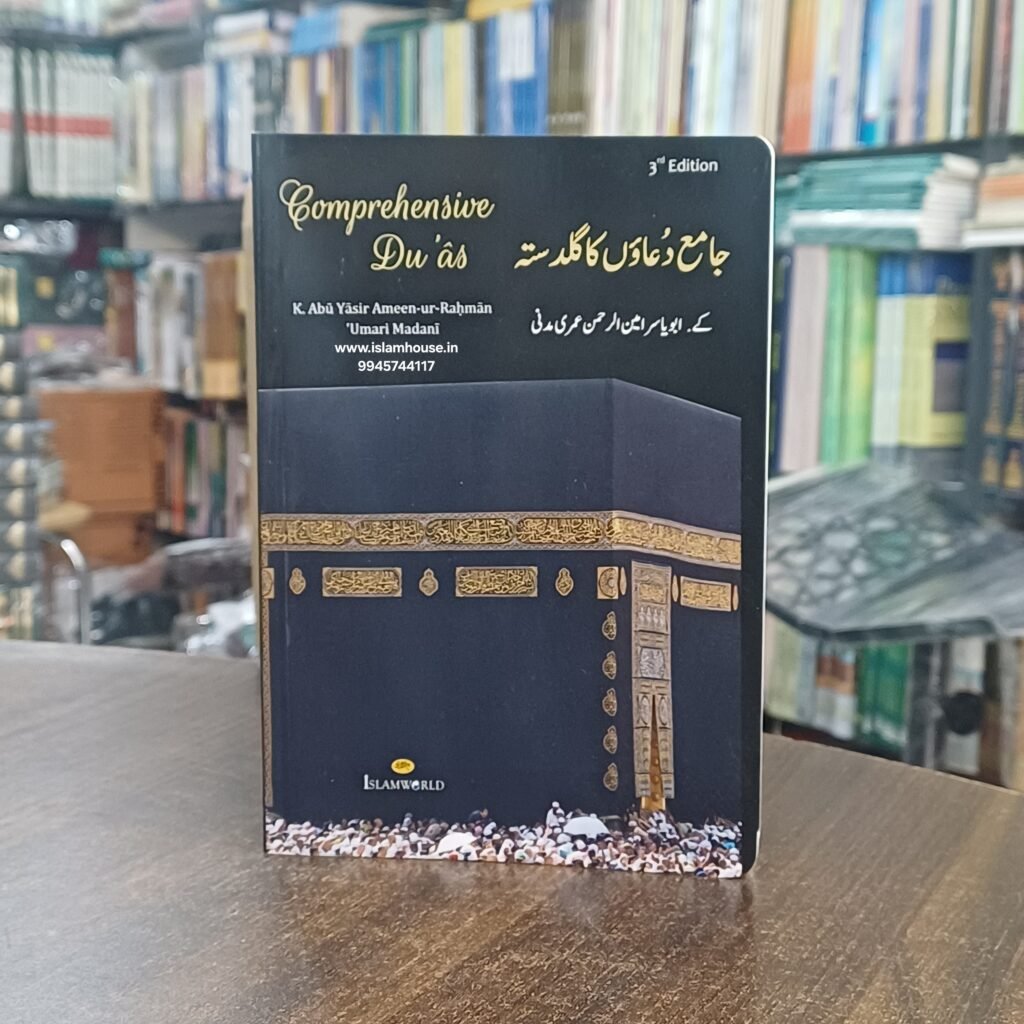 3rd Edition
Comprehensive
Du'âs
جامع دُعاؤں کا گلدستہ
K. Abū Yāsir Ameen-ur-Raḥmān
'Umari Madanī
کے. ابو یاسر امین الرحمن عمری مدنی
www.islamhouse.in
9945744117
ISLAMWORLD